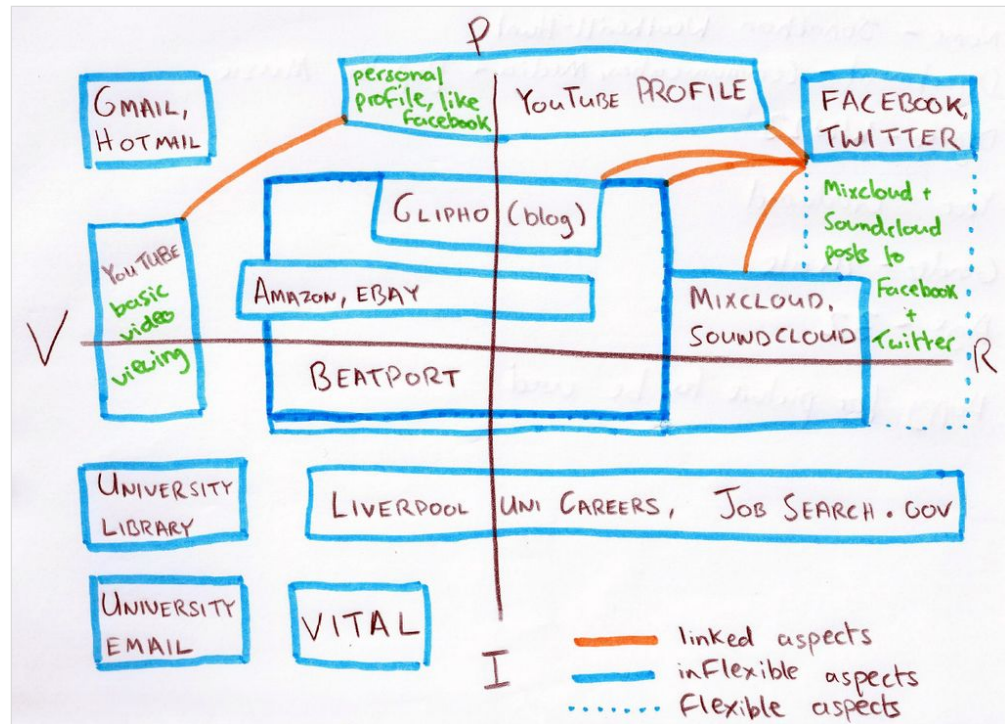 P
GMAIL,
HOTMAIL
personal
profile, like
Facebook
YOUTUBE PROFILE
FACEBOOK,
TWITTER
GLIPHO (blog)
Mixcloud +
Soundcloud
posts to
Facebook
+
Twitter
YOUTUBE
basic
video
viewing
AMAZON, EBAY
MIXCLOUD,
SOUNDCLOUD
V
R
BEATPORT
UNIVERSITY
LIBRARY
LIVERPOOL UNI CAREERS, JOB SEARCH.GOV
UNIVERSITY
EMAIL
VITAL
I
linked aspects
inflexible aspects
Flexible aspects